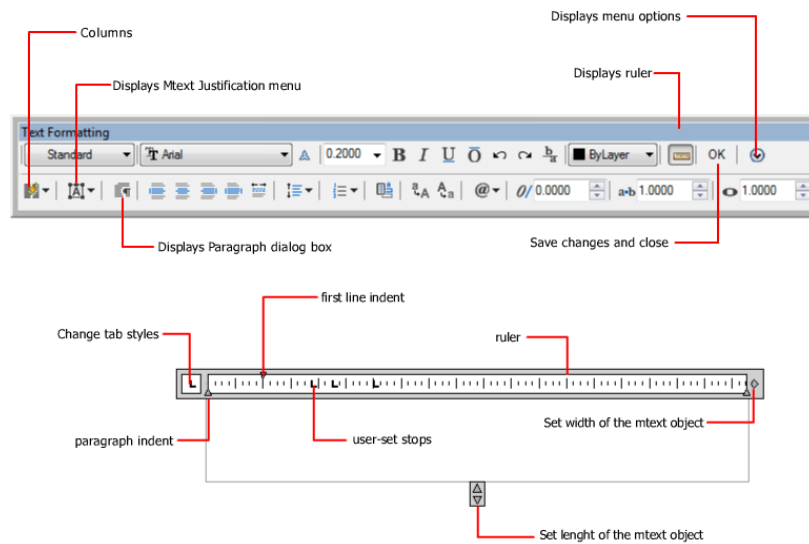 Displays menu options
Columns
Displays ruler
Displays Mtext Justification menu
Text Formatting
Standard Arial 0.2000 B I U O b/a ByLayer OK
A @ 0/ 0.0000 a•b 1.0000 1.0000
Displays Paragraph dialog box
Save changes and close
first line indent
Change tab styles
ruler
Set width of the mtext object
paragraph indent
user-set stops
Set lenght of the mtext object